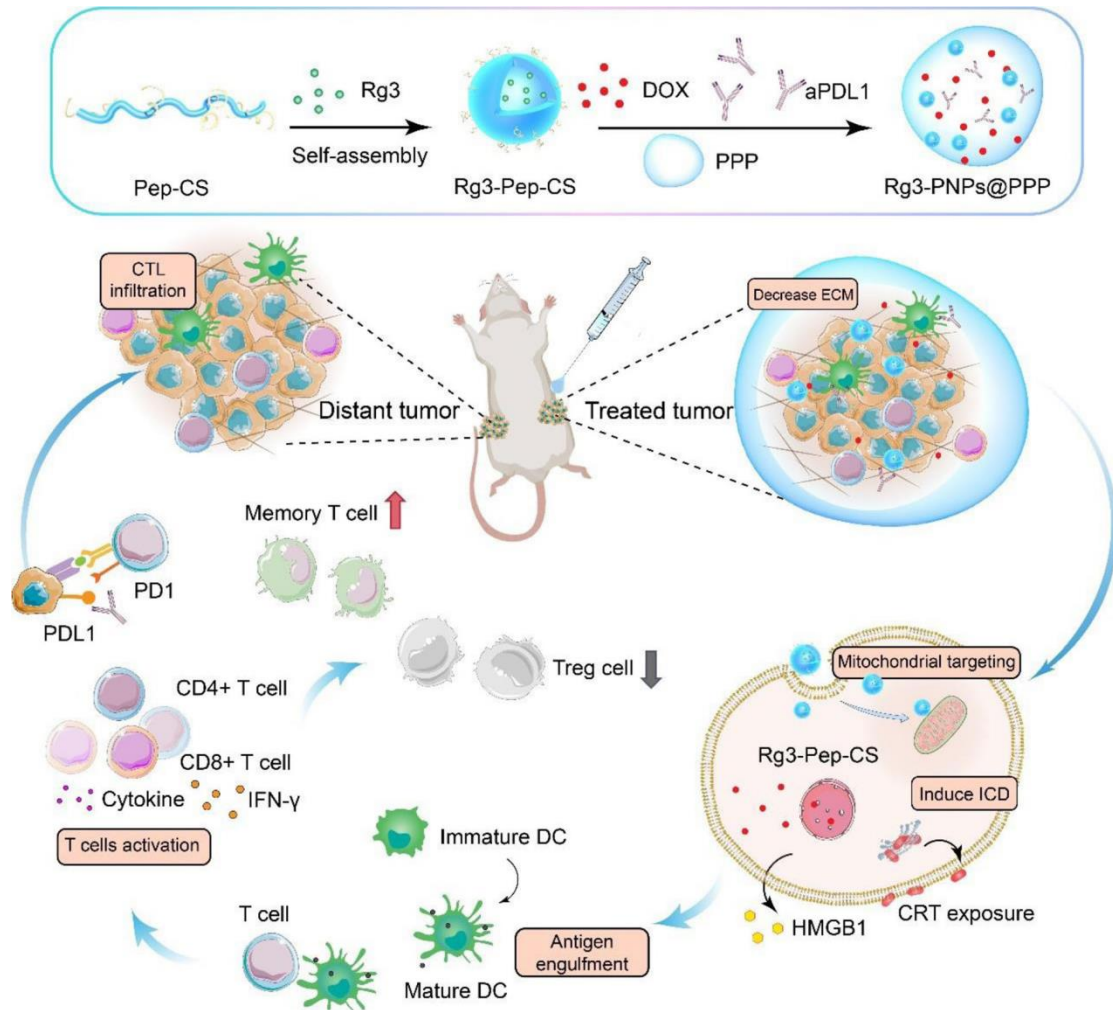 Rg3
DOX
aPDL1
Self-assembly
PPP
Pep-CS
Rg3-Pep-CS
Rg3-PNPs@PPP
CTL
infiltration
Decrease ECM
Distant tumor
Treated tumor
Memory T cell
PD1
PDL1
Treg cell
Mitochondrial targeting
CD4+ T cell
Rg3-Pep-CS
CD8+ T cell
Cytokine
IFN-γ
Induce ICD
T cells activation
Immature DC
T cell
HMGB1
CRT exposure
Antigen
engulfment
Mature DC